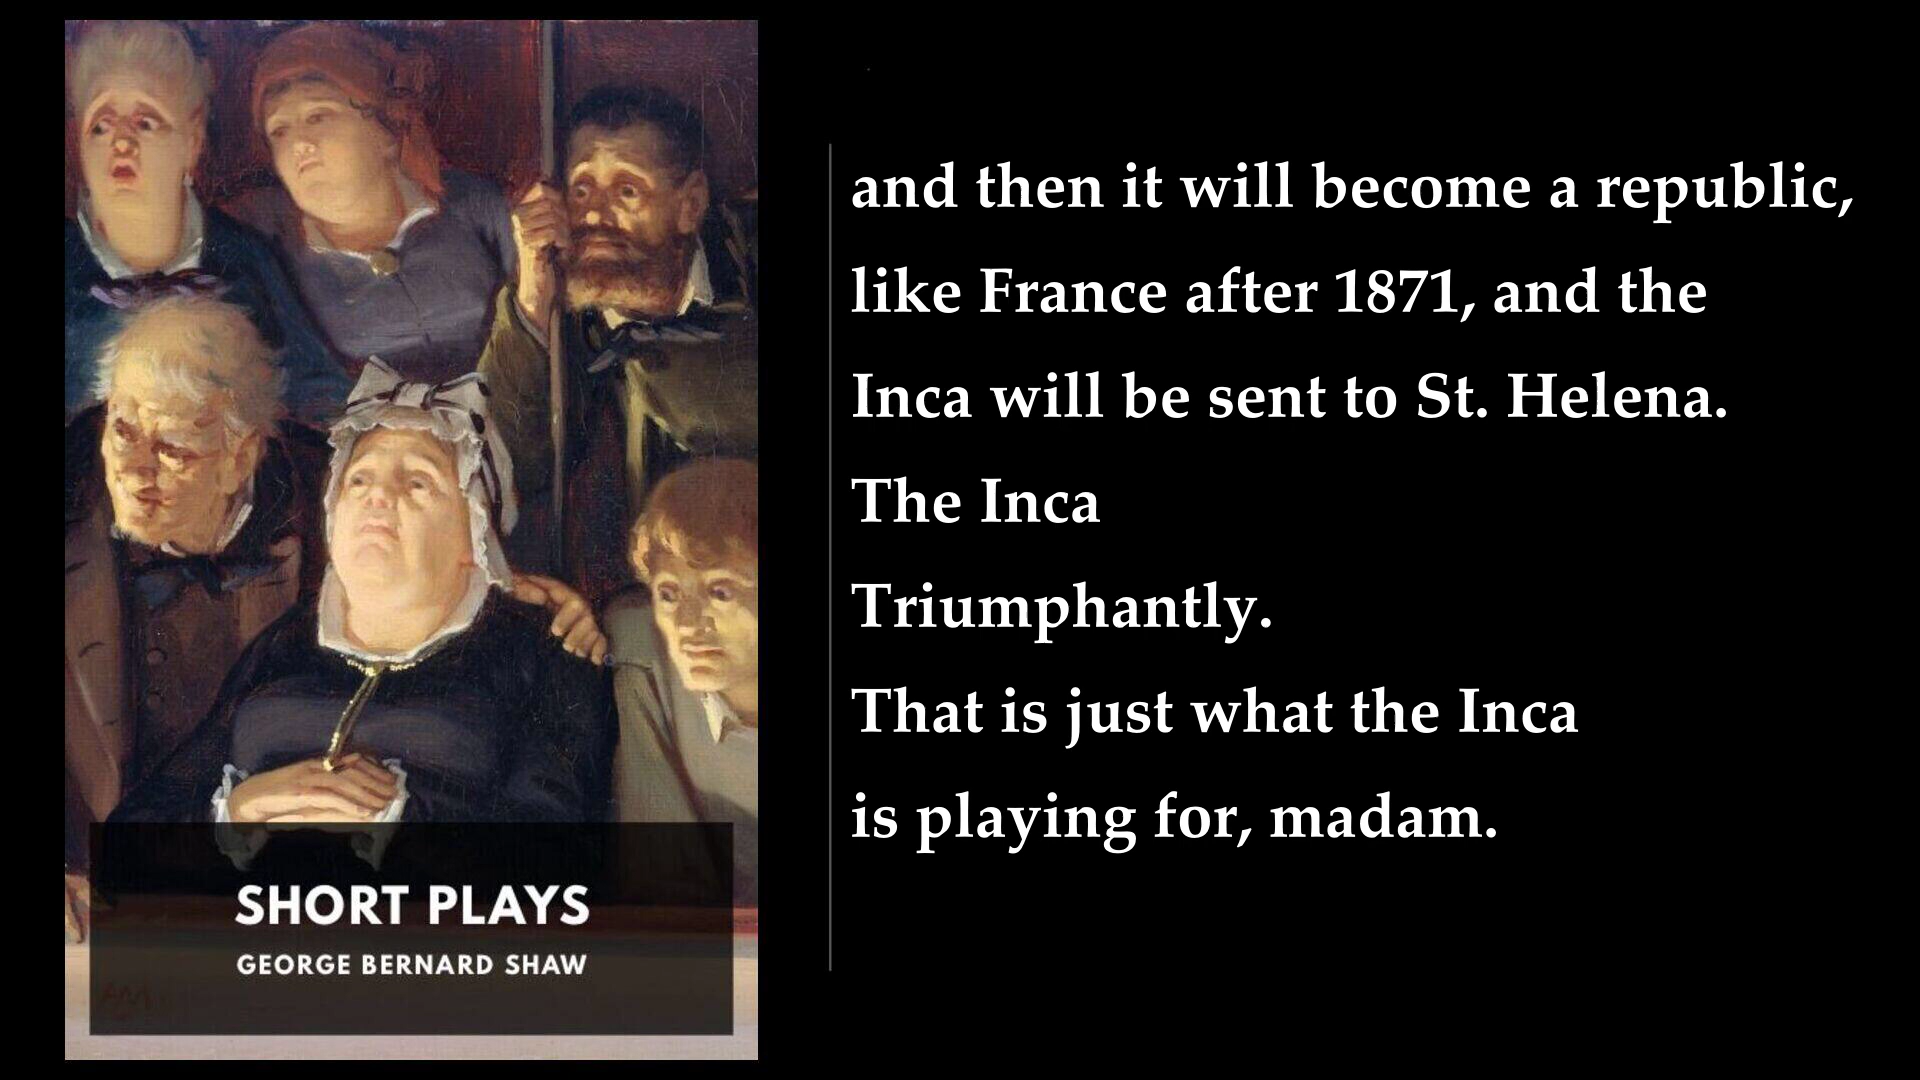 SHORT PLAYS
GEORGE BERNARD SHAW
and then it will become a republic,
like France after 1871, and the
Inca will be sent to St. Helena.
The Inca
Triumphantly.
That is just what the Inca
is playing for, madam.